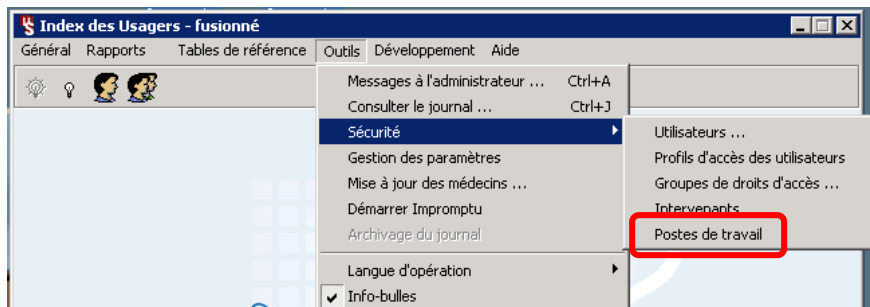 Index des Usagers - fusionné
Général Rapports Tables de référence Outils Développement Aide
Messages à l'administrateur ... Ctrl+A
Consulter le journal ... Ctrl+J
Sécurité
Gestion des paramètres
Mise à jour des médecins ...
Démarrer Impromptu
Archivage du journal
Langue d'opération
Info-bulles
Utilisateurs ...
Profils d'accès des utilisateurs
Groupes de droits d'accès ...
Intervenants
Postes de travail